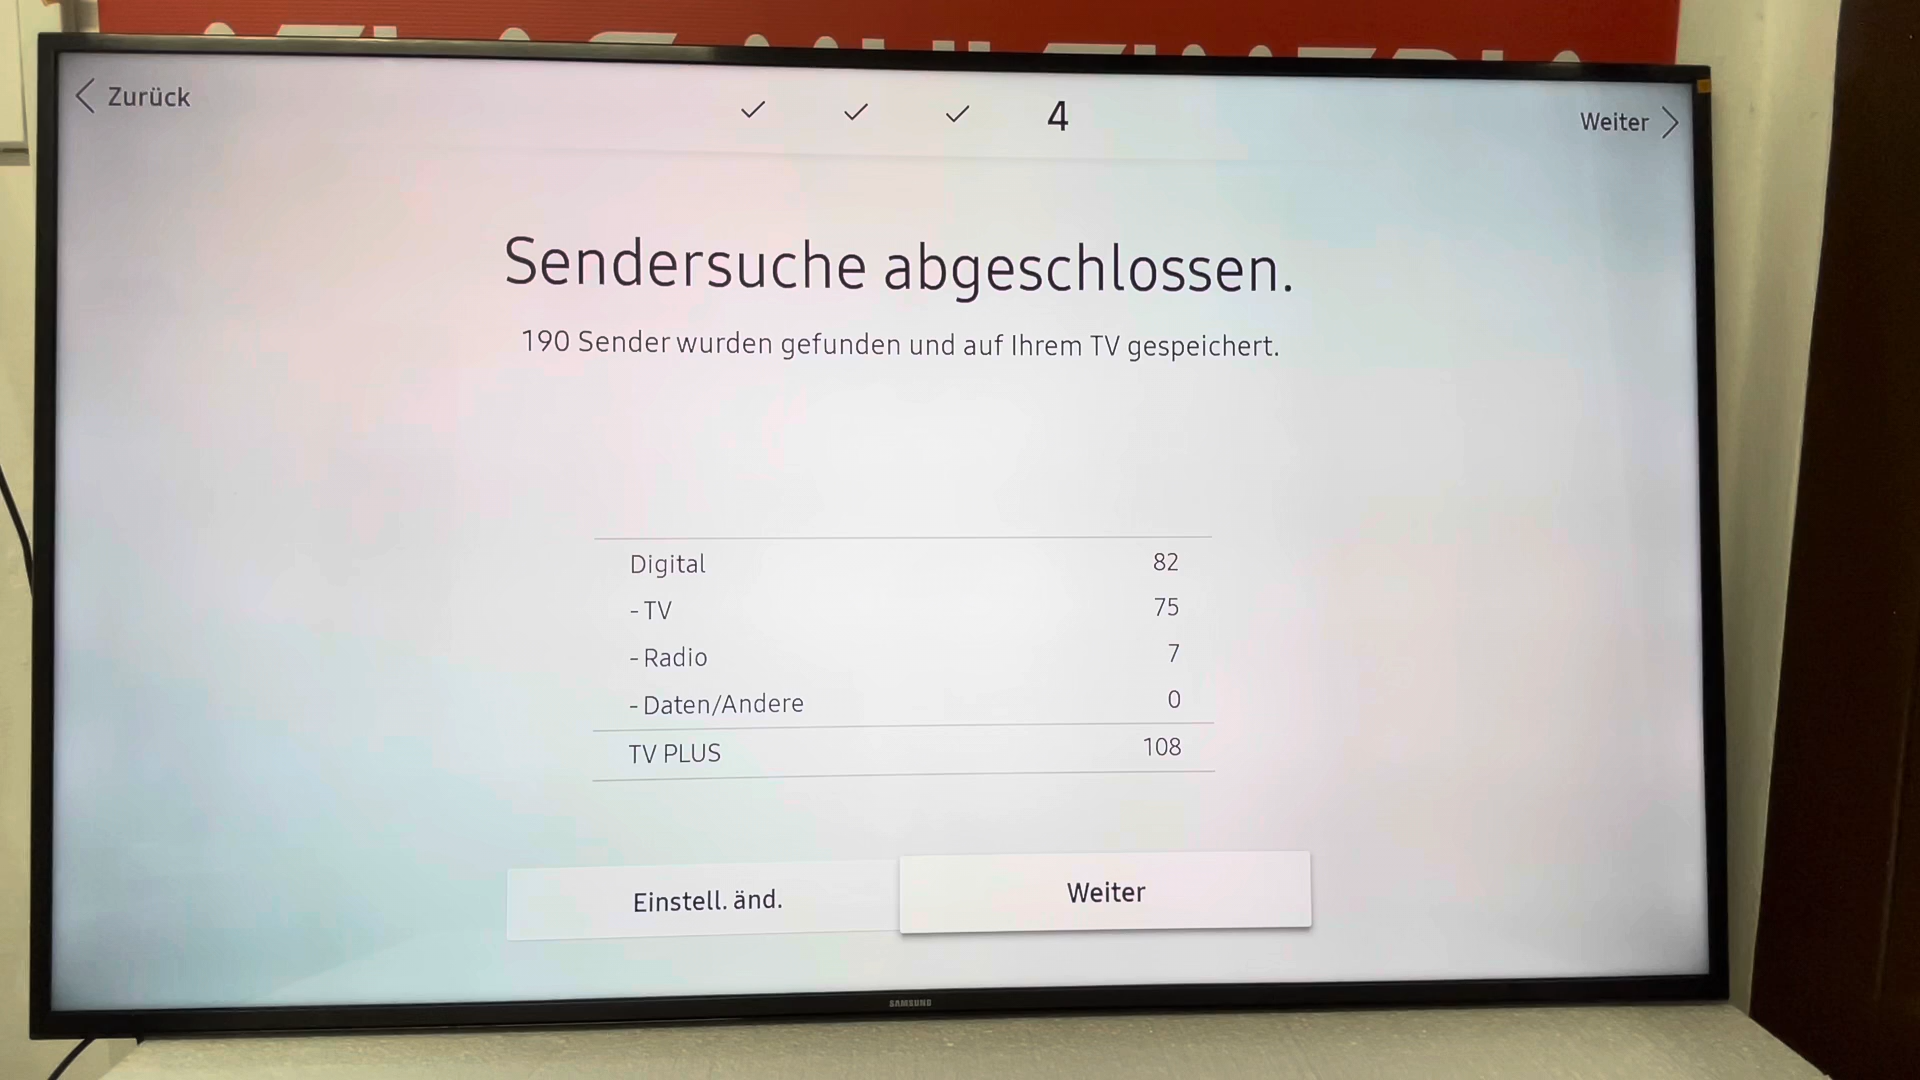 Zurück
4
Weiter
Sendersuche abgeschlossen.
190 Sender wurden gefunden und auf Ihrem TV gespeichert.
Digital 82
- TV 75
- Radio 7
- Daten/Andere 0
TV PLUS 108
Einstell. änd.
Weiter
SAMSUNG